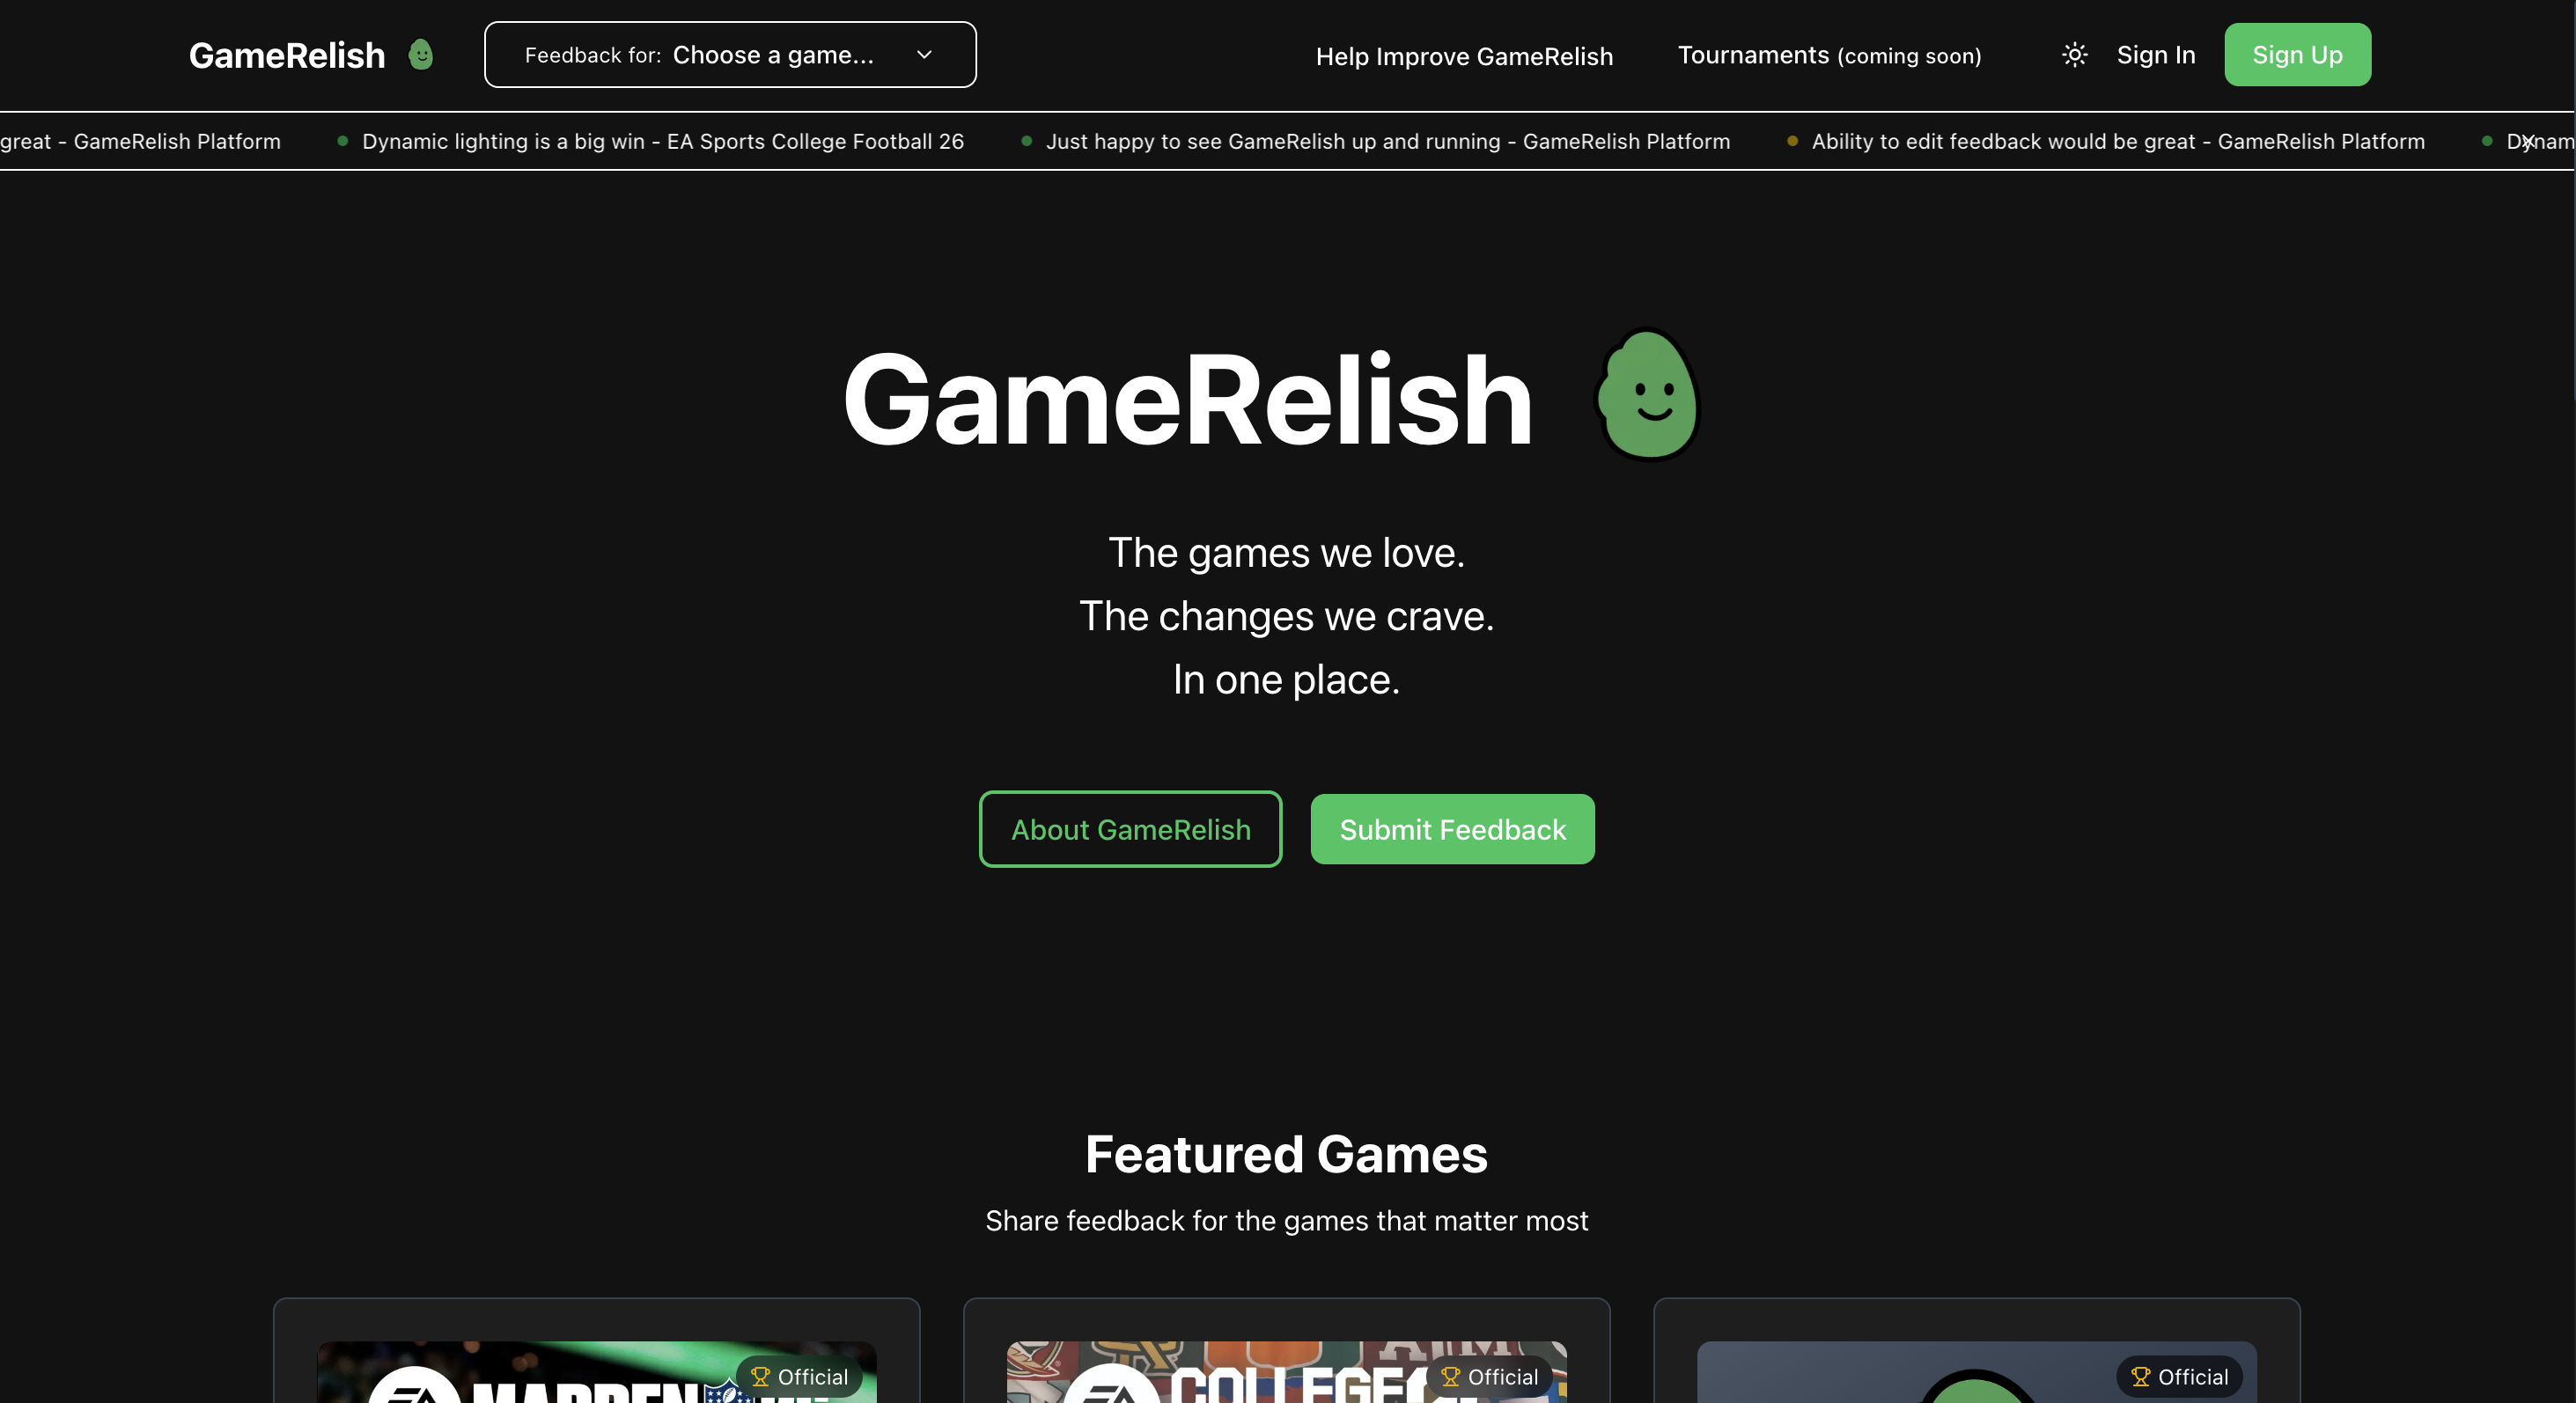 GameRelish
Feedback for: Choose a game...
Help Improve GameRelish
Tournaments (coming soon)
Sign In
Sign Up
great - GameRelish Platform
Dynamic lighting is a big win - EA Sports College Football 26
Just happy to see GameRelish up and running - GameRelish Platform
Ability to edit feedback would be great - GameRelish Platform
GameRelish
The games we love.
The changes we crave.
In one place.
About GameRelish
Submit Feedback
Featured Games
Share feedback for the games that matter most
Official
EA MADDEN
Official
EA COLLEGE
Official